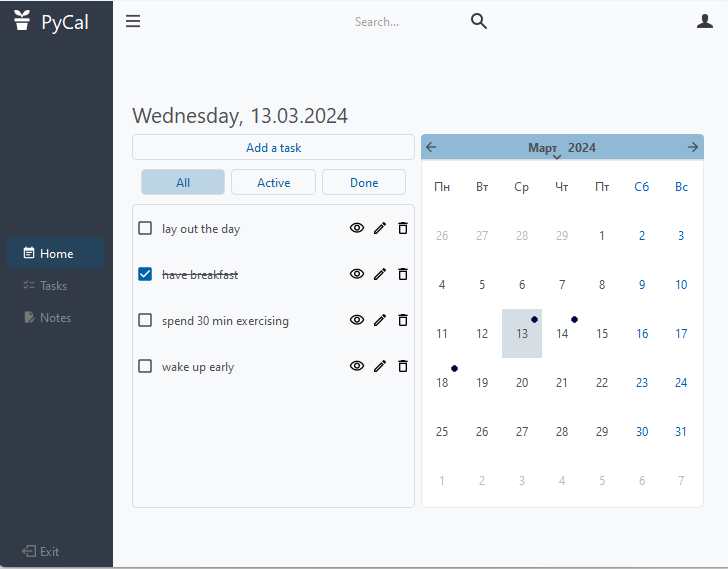 PyCal
Search...
Home
Tasks
Notes
Exit
Wednesday, 13.03.2024
Add a task
All Active Done
lay out the day
have breakfast
spend 30 min exercising
wake up early
Март 2024
Пн Вт Ср Чт Пт Сб Вс
26 27 28 29 1 2 3
4 5 6 7 8 9 10
11 12 13 14 15 16 17
18 19 20 21 22 23 24
25 26 27 28 29 30 31
1 2 3 4 5 6 7